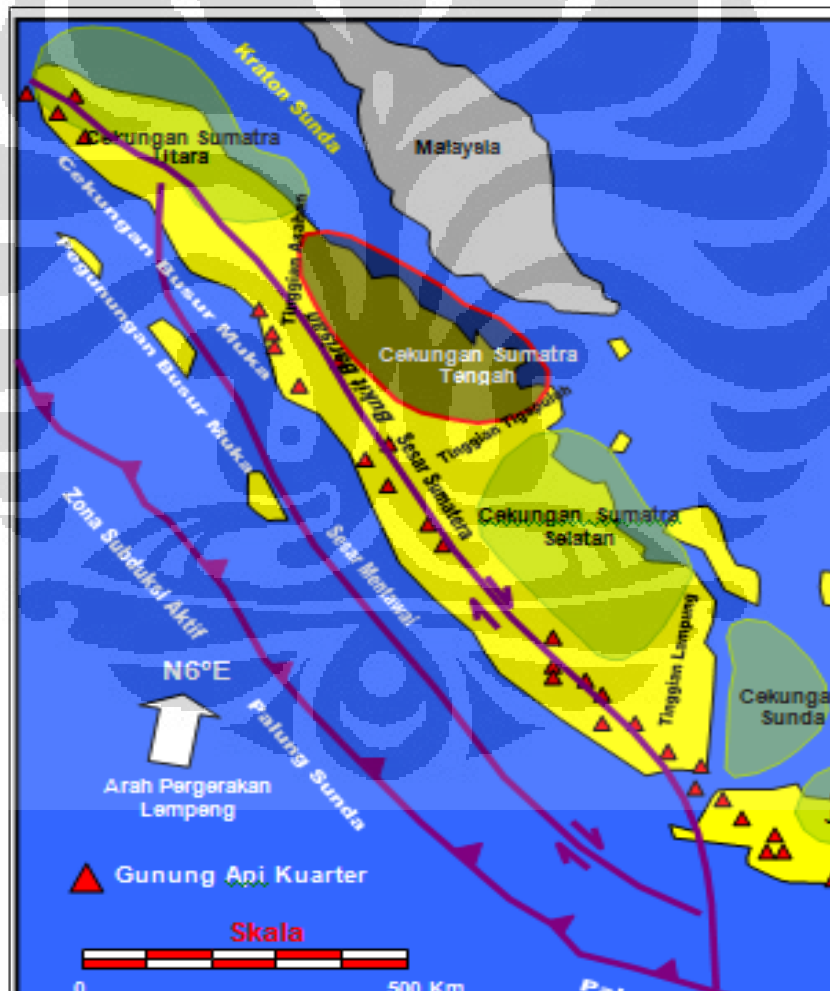 Kraton Sunda
Malaysia
Cekungan Sumatra
Utara
Cekungan Busur Muka
Pegunungan Busur Muka
Tinggian Asahan
Bukit Barisan
Cekungan Sumatra
Tengah
Tinggian Tigapuluh
Sesar Sumatera
Cekungan Sumatra
Selatan
Sesar Mentawai
Zona Subduksi Aktif
Tinggian Lampung
N6°E
Cekunga
Sunda
Palung Sunda
Arah Pergerakan
Lempeng
Gunung Api Kuarter
Skala
0 500 Km